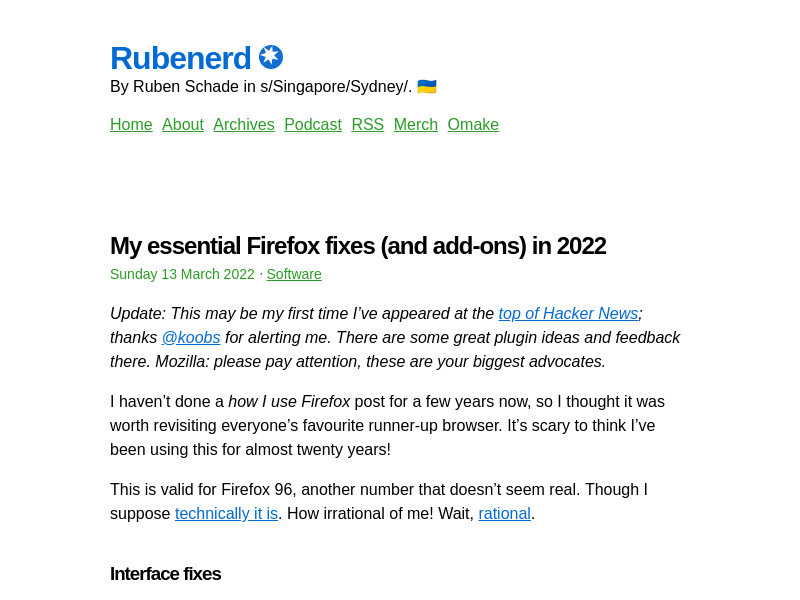 Rubenerd
By Ruben Schade in s/Singapore/Sydney/. 🇺🇦
Home About Archives Podcast RSS Merch Omake
My essential Firefox fixes (and add-ons) in 2022
Sunday 13 March 2022 · Software
Update: This may be my first time I’ve appeared at the top of Hacker News;
thanks @koobs for alerting me. There are some great plugin ideas and feedback
there. Mozilla: please pay attention, these are your biggest advocates.
I haven’t done a how I use Firefox post for a few years now, so I thought it was
worth revisiting everyone’s favourite runner-up browser. It’s scary to think I’ve
been using this for almost twenty years!
This is valid for Firefox 96, another number that doesn’t seem real. Though I
suppose technically it is. How irrational of me! Wait, rational.
Interface fixes